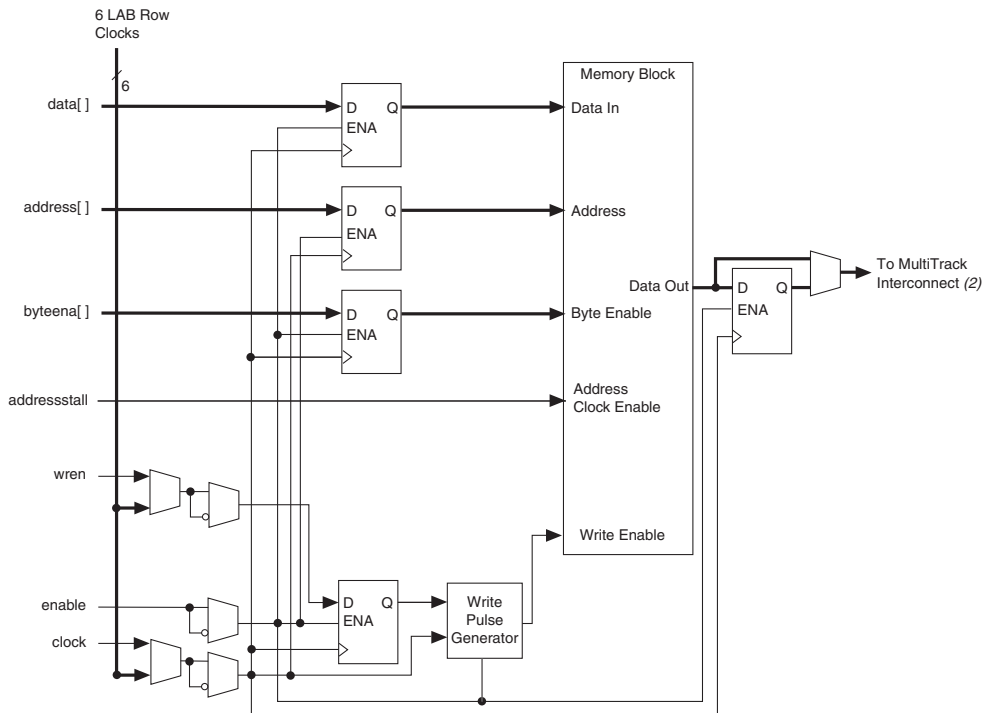 6 LAB Row
Clocks
6
Memory Block
data[ ]
D Q
ENA
Data In
address[ ]
D Q
ENA
Address
To MultiTrack
Interconnect (2)
Data Out
D Q
ENA
byteena[ ]
D Q
ENA
Byte Enable
addressstall
Address
Clock Enable
wren
Write Enable
enable
D Q
ENA
Write
Pulse
Generator
clock